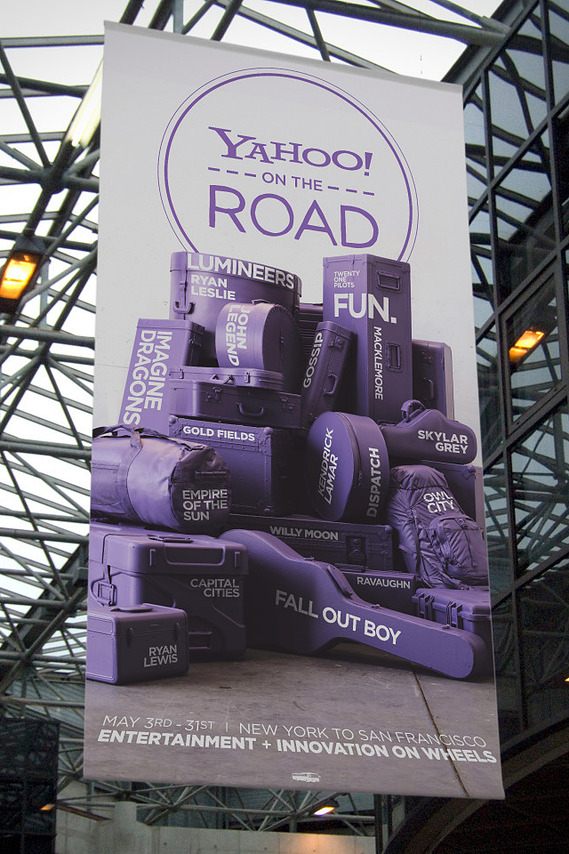 YAHOO!
ON THE
ROAD
LUMINEERS
RYAN
LESLIE
TWENTY
ONE
PILOTS
FUN.
JOHN
LEGEND
GOSSIP
MACKLEMORE
IMAGINE
DRAGONS
GOLD FIELDS
KENDRICK
LAMAR
DISPATCH
SKYLAR
GREY
EMPIRE
OF THE
SUN
OWL
CITY
WILLY MOON
CAPITAL
CITIES
RAVAUGHN
FALL OUT BOY
RYAN
LEWIS
MAY 3RD - 31ST | NEW YORK TO SAN FRANCISCO
ENTERTAINMENT + INNOVATION ON WHEELS